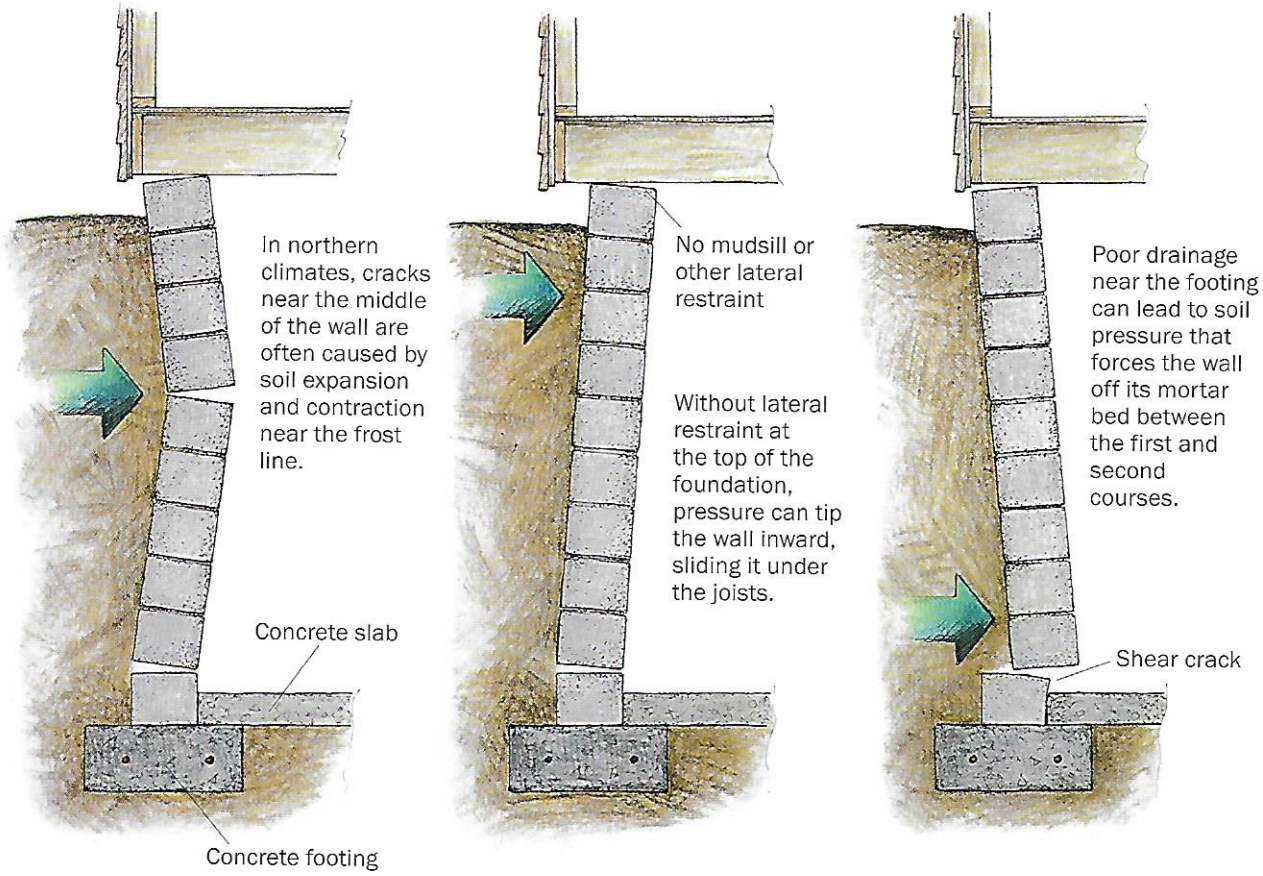 In northern
climates, cracks
near the middle
of the wall are
often caused by
soil expansion
and contraction
near the frost
line.
Concrete slab
Concrete footing
No mudsill or
other lateral
restraint
Without lateral
restraint at
the top of the
foundation,
pressure can tip
the wall inward,
sliding it under
the joists.
Poor drainage
near the footing
can lead to soil
pressure that
forces the wall
off its mortar
bed between
the first and
second
courses.
Shear crack